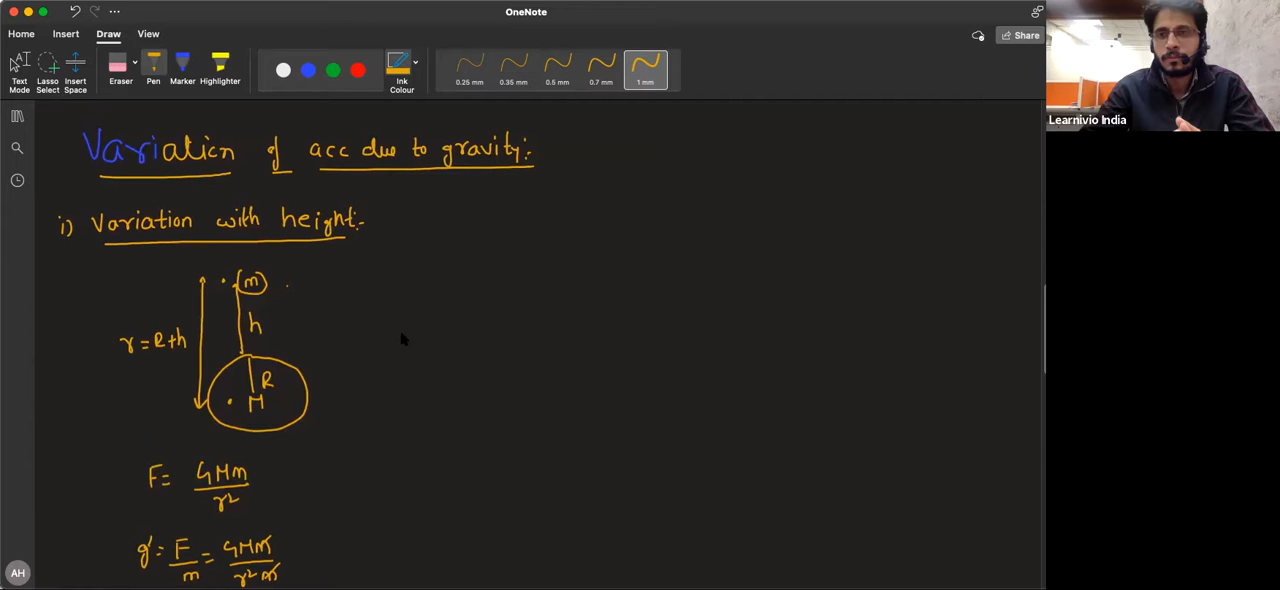 OneNote
Home Insert Draw View
Share
Text Mode
Lasso Select
Insert Space
Eraser
Pen
Marker
Highlighter
Ink Colour
0.25 mm
0.35 mm
0.5 mm
0.7 mm
1 mm
Learnivio India
Variation of acc due to gravity:-
i) Variation with height:-
m
h
r = R+h
R
M
F = GMm/r²
g' = F/m = GMm/r²m
AH